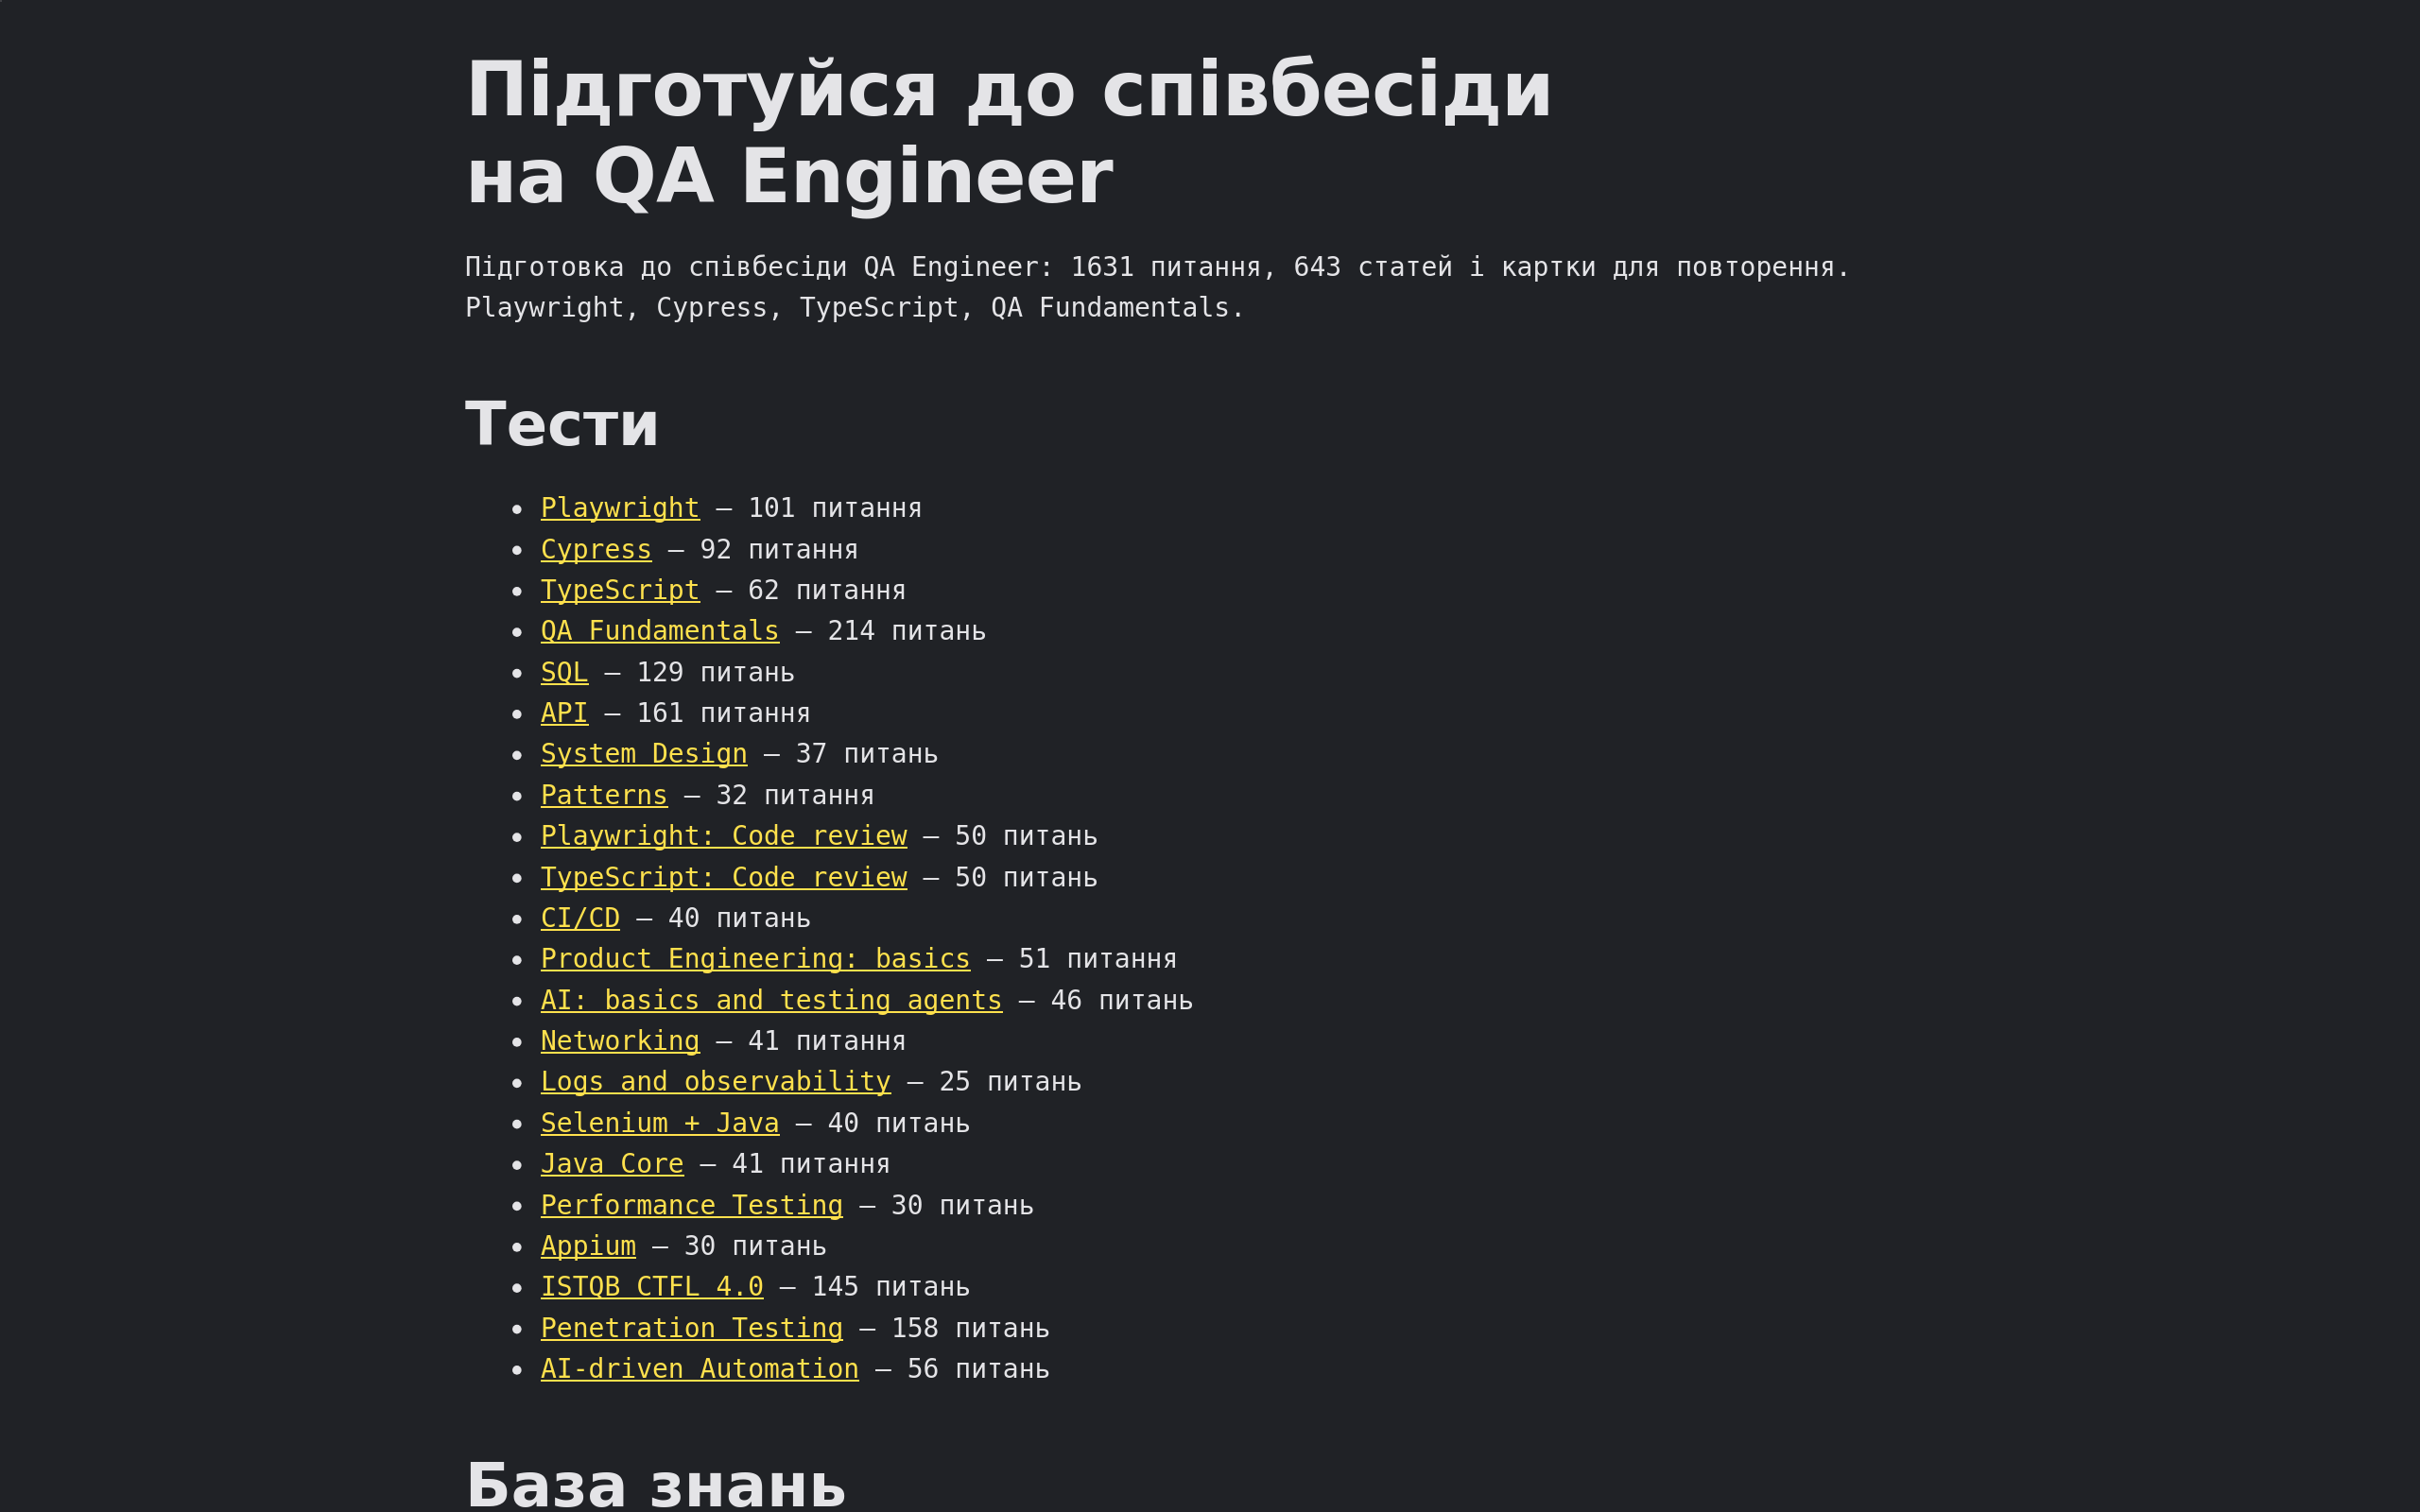 Підготуйся до співбесіди
на QA Engineer
Підготовка до співбесіди QA Engineer: 1631 питання, 643 статей і картки для повторення.
Playwright, Cypress, TypeScript, QA Fundamentals.
Тести
• Playwright — 101 питання
• Cypress — 92 питання
• TypeScript — 62 питання
• QA Fundamentals — 214 питань
• SQL — 129 питань
• API — 161 питання
• System Design — 37 питань
• Patterns — 32 питання
• Playwright: Code review — 50 питань
• TypeScript: Code review — 50 питань
• CI/CD — 40 питань
• Product Engineering: basics — 51 питання
• AI: basics and testing agents — 46 питань
• Networking — 41 питання
• Logs and observability — 25 питань
• Selenium + Java — 40 питань
• Java Core — 41 питання
• Performance Testing — 30 питань
• Appium — 30 питань
• ISTQB CTFL 4.0 — 145 питань
• Penetration Testing — 158 питань
• AI-driven Automation — 56 питань
База знань